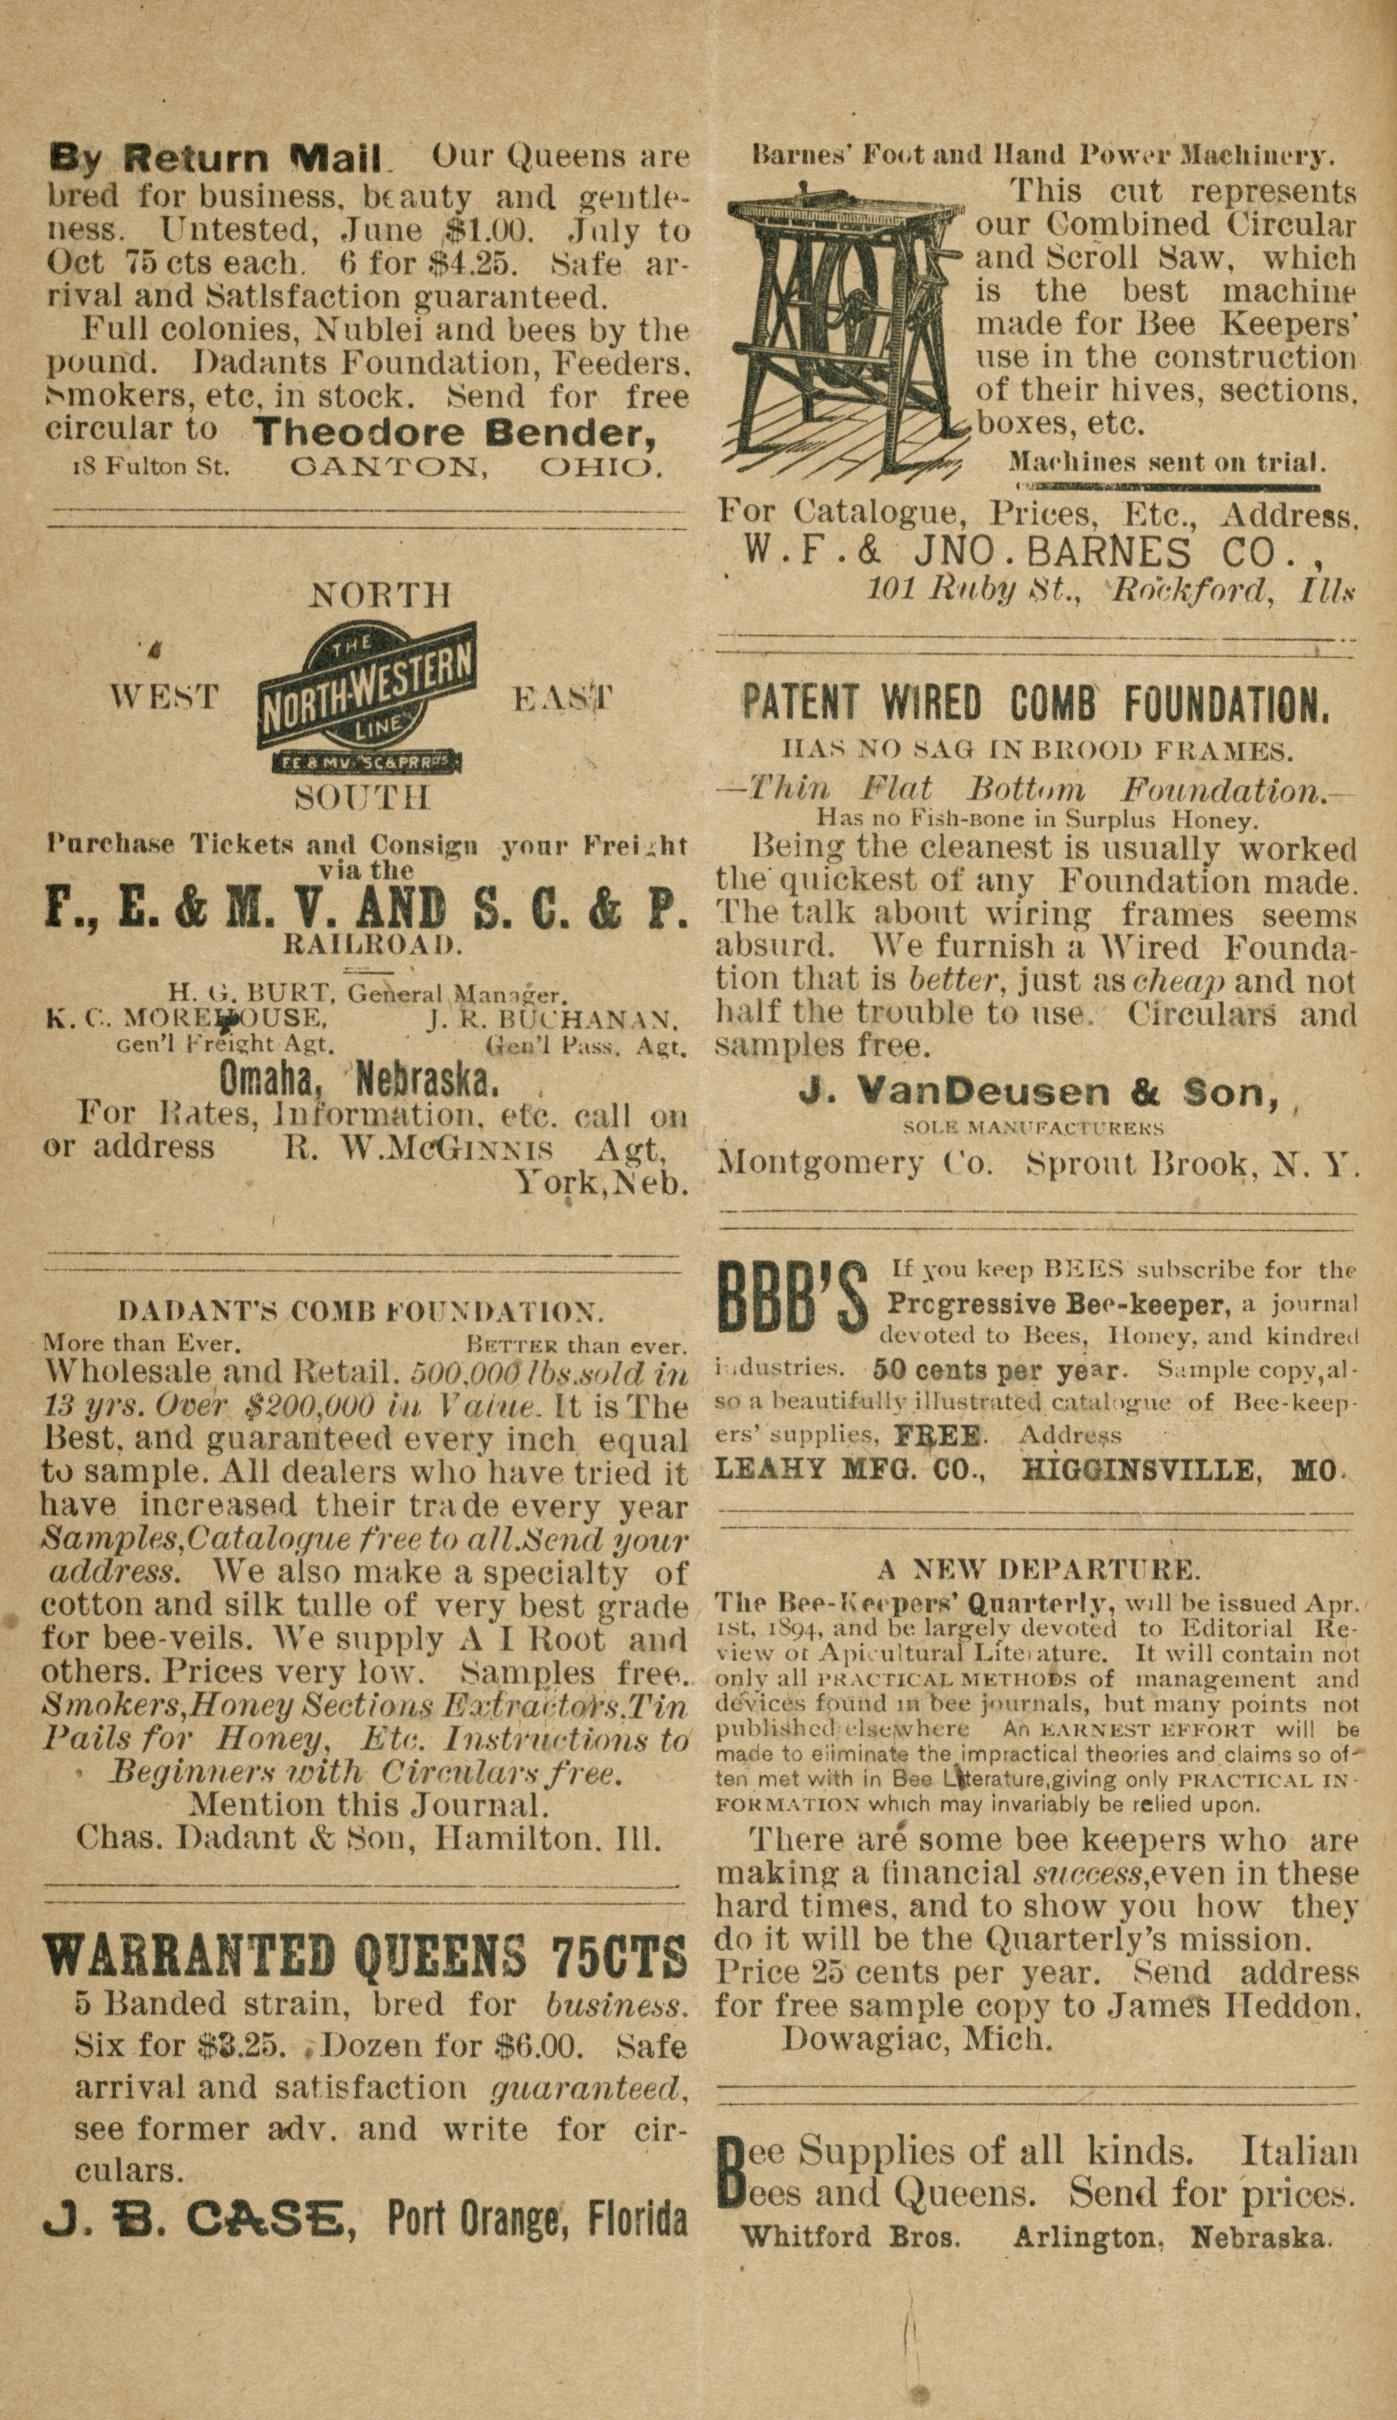 By Return Mail. Our Queens are
bred for business, beauty and gentle-
ness. Untested, June $1.00. July to
Oct 75 cts each. 6 for $4.25. Safe ar-
rival and Satlsfaction guaranteed.
Full colonies, Nublei and bees by the
pound. Dadants Foundation, Feeders,
Smokers, etc, in stock. Send for free
circular to Theodore Bender,
18 Fulton St. CANTON, OHIO.
NORTH
WEST
THE
NORTH-WESTERN
LINE
F.E & M.V. S.C & P R.RDS
EAST
SOUTH
Purchase Tickets and Consign your Freight
via the
F., E. & M. V. AND S. C. & P.
RAILROAD.
H. G. BURT, General Manager.
K. C. MOREHOUSE, J. R. BUCHANAN,
Gen'l Freight Agt. Gen'l Pass. Agt.
Omaha, Nebraska.
For Rates, Information, etc. call on
or address R. W.McGINNIS Agt,
York,Neb.
DADANT'S COMB FOUNDATION.
More than Ever. BETTER than ever.
Wholesale and Retail. 500,000 lbs.sold in
13 yrs. Over $200,000 in Value. It is The
Best, and guaranteed every inch equal
to sample. All dealers who have tried it
have increased their trade every year
Samples,Catalogue free to all.Send your
address. We also make a specialty of
cotton and silk tulle of very best grade
for bee-veils. We supply A I Root and
others. Prices very low. Samples free.
Smokers,Honey Sections Extractors,Tin
Pails for Honey, Etc. Instructions to
Beginners with Circulars free.
Mention this Journal.
Chas. Dadant & Son, Hamilton. Ill.
WARRANTED QUEENS 75CTS
5 Banded strain, bred for business.
Six for $3.25. Dozen for $6.00. Safe
arrival and satisfaction guaranteed,
see former adv. and write for cir-
culars.
J. B. CASE, Port Orange, Florida
Barnes' Foot and Hand Power Machinery.
This cut represents
our Combined Circular
and Scroll Saw, which
is the best machine
made for Bee Keepers'
use in the construction
of their hives, sections,
boxes, etc.
Machines sent on trial.
For Catalogue, Prices, Etc., Address,
W.F.& JNO.BARNES CO.,
101 Ruby St., Rockford, Ills
PATENT WIRED COMB FOUNDATION.
HAS NO SAG IN BROOD FRAMES.
—Thin Flat Bottom Foundation.—
Has no Fish-BONE in Surplus Honey.
Being the cleanest is usually worked
the quickest of any Foundation made.
The talk about wiring frames seems
absurd. We furnish a Wired Founda-
tion that is better, just as cheap and not
half the trouble to use. Circulars and
samples free.
J. VanDeusen & Son,
SOLE MANUFACTURERS
Montgomery Co. Sprout Brook, N. Y.
BBB'S If you keep BEES subscribe for the
Progressive Bee-keeper, a journal
devoted to Bees, Honey, and kindred
industries. 50 cents per year. Sample copy,al-
so a beautifully illustrated catalogue of Bee-keep-
ers' supplies, FREE. Address
LEAHY MFG. CO., HIGGINSVILLE, MO.
A NEW DEPARTURE.
The Bee-Keepers' Quarterly, will be issued Apr.
1st, 1894, and be largely devoted to Editorial Re-
view of Apicultural Literature. It will contain not
only all PRACTICAL METHODS of management and
devices found in bee journals, but many points not
published elsewhere An EARNEST EFFORT will be
made to eliminate the impractical theories and claims so of-
ten met with in Bee Literature,giving only PRACTICAL IN-
FORMATION which may invariably be relied upon.
There are some bee keepers who are
making a financial success,even in these
hard times, and to show you how they
do it will be the Quarterly's mission.
Price 25 cents per year. Send address
for free sample copy to James Heddon.
Dowagiac, Mich.
Bee Supplies of all kinds. Italian
Bees and Queens. Send for prices.
Whitford Bros. Arlington, Nebraska.